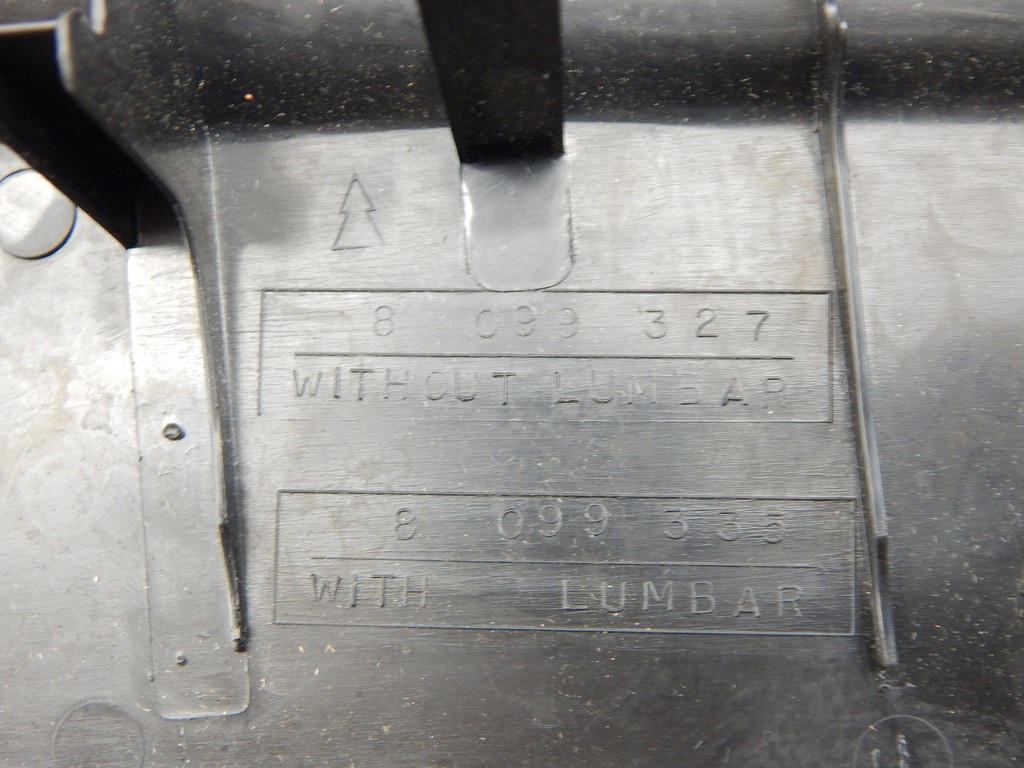 8 099 327
WITHOUT LUMBAR
8 099 335
WITH LUMBAR